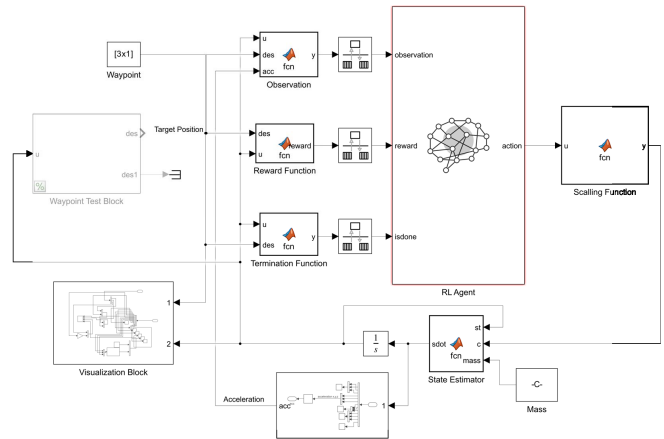 [3x1]
Waypoint
u
des
acc
y
fcn
Observation
observation
des
Target Position
u
des1
Waypoint Test Block
des
u
reward
fcn
Reward Function
reward
action
u
y
fcn
Scalling Function
u
des
y
fcn
Termination Function
isdone
RL Agent
1
2
Visualization Block
1
s
st
sdot
c
fcn
mass
State Estimator
-C-
Mass
Acceleration
acc
1